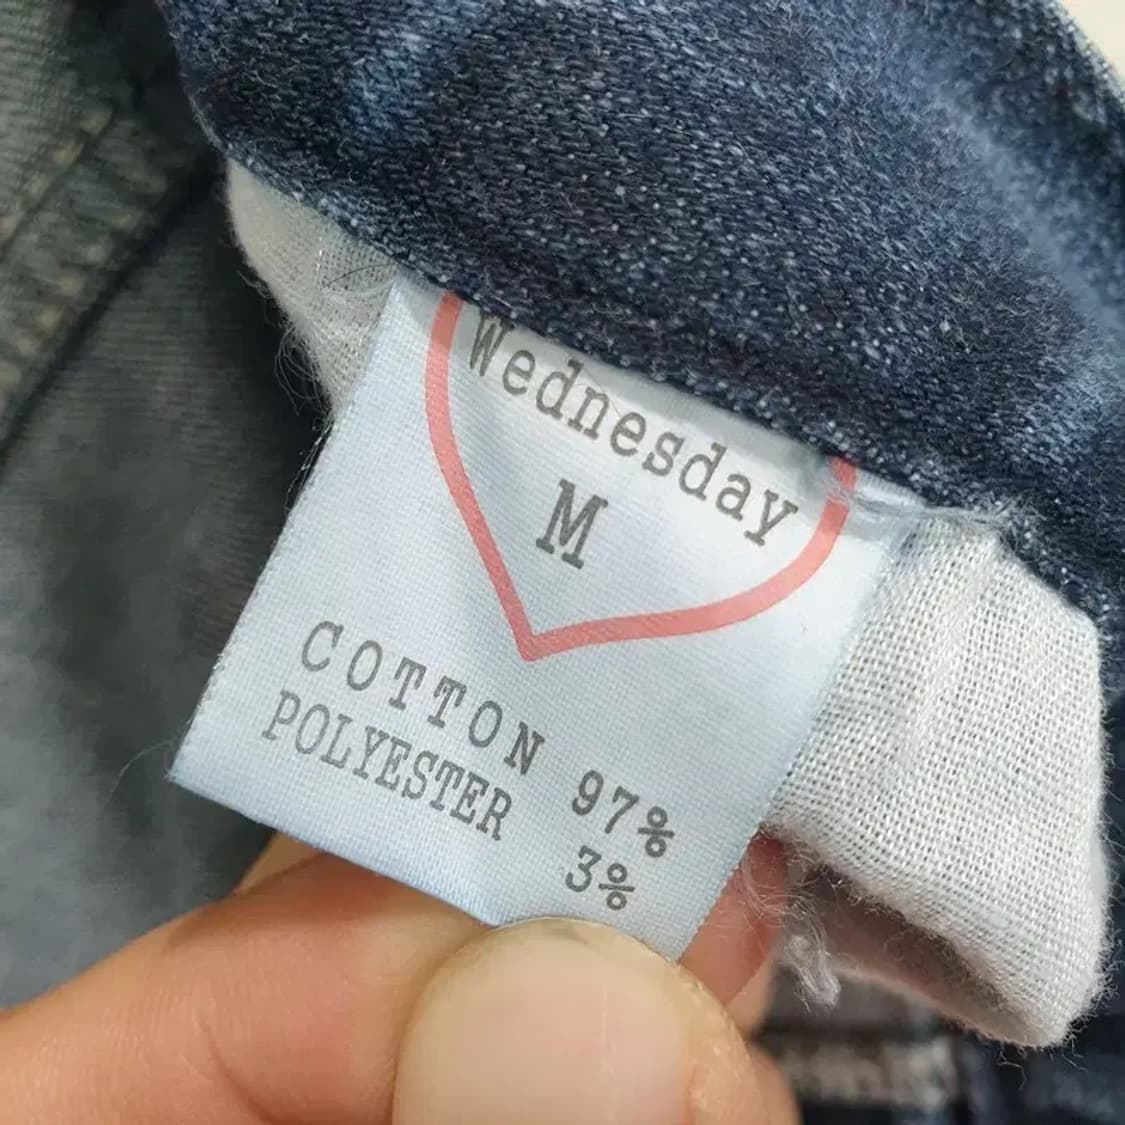 Wednesday
M
COTTON 97%
POLYESTER 3%